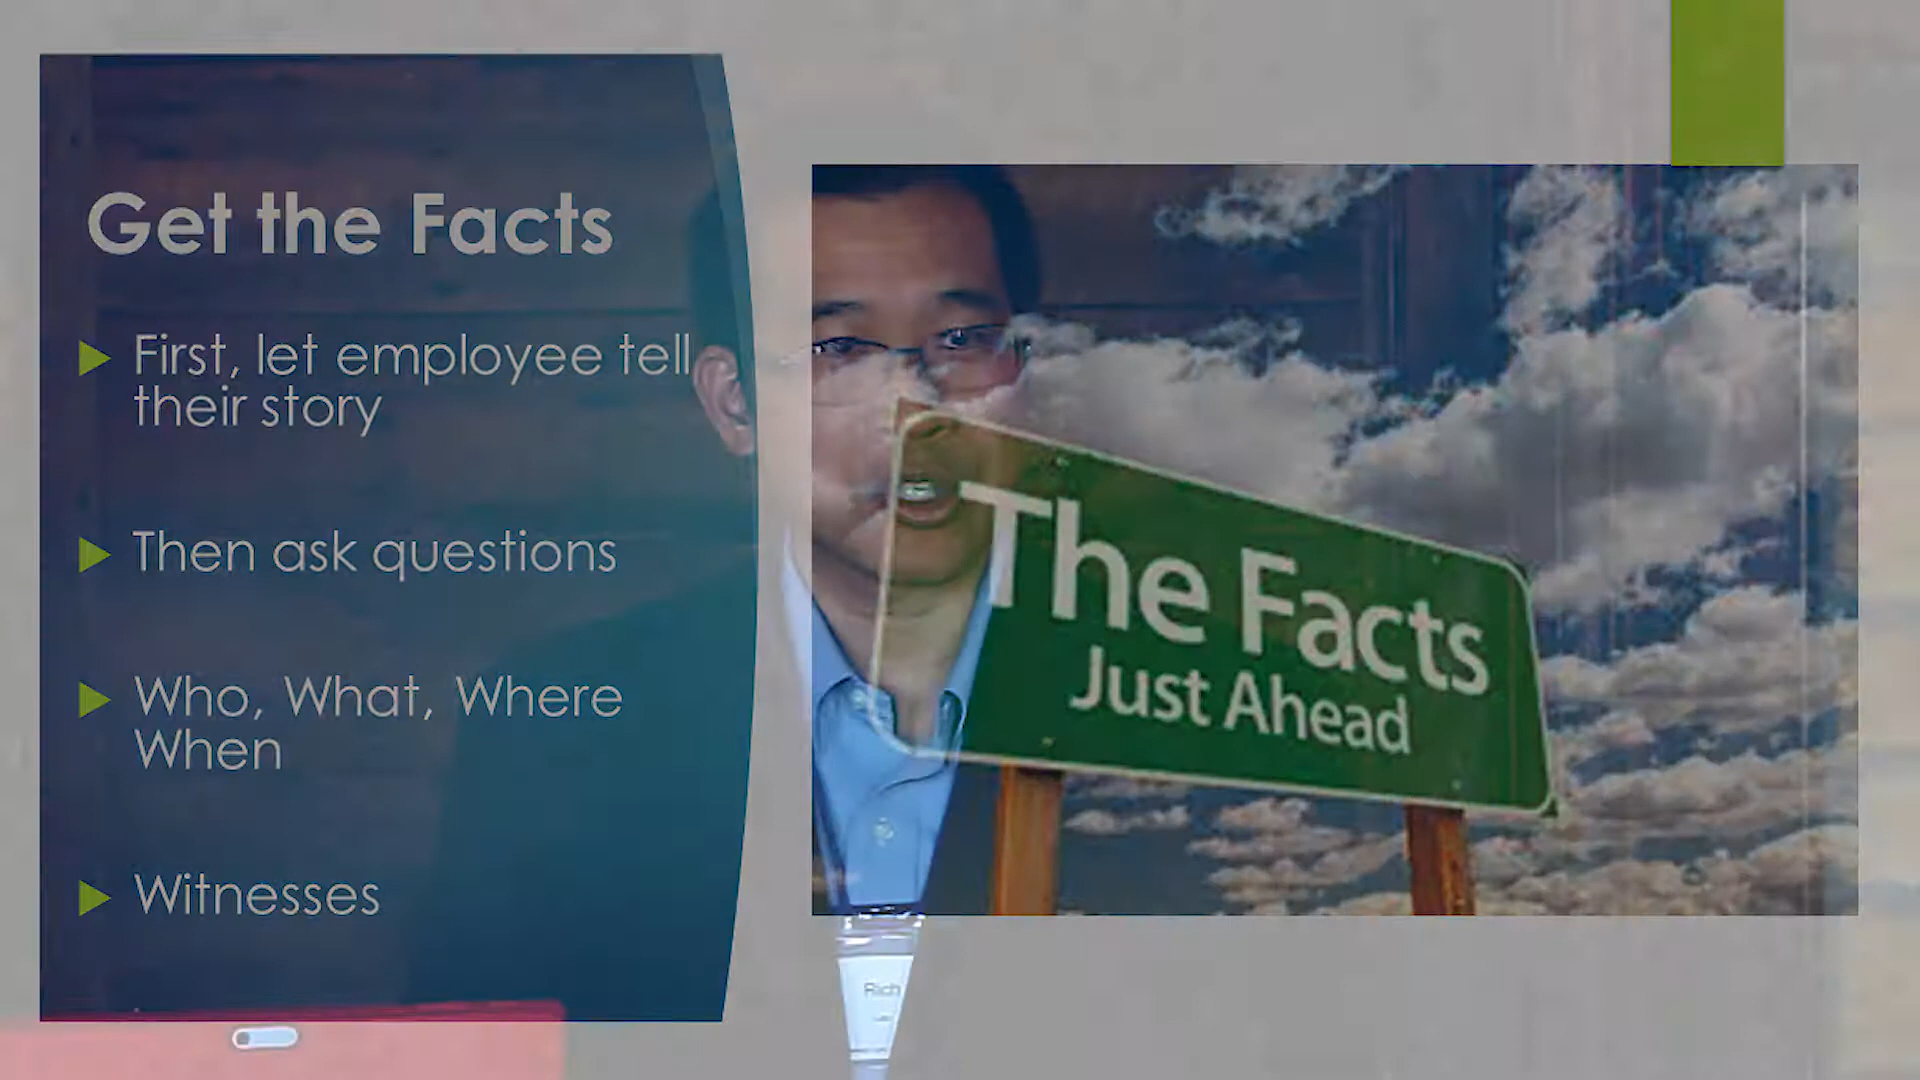 Get the Facts
First, let employee tell
their story
Then ask questions
Who, What, Where
When
Witnesses
The Facts
Just Ahead
Rich